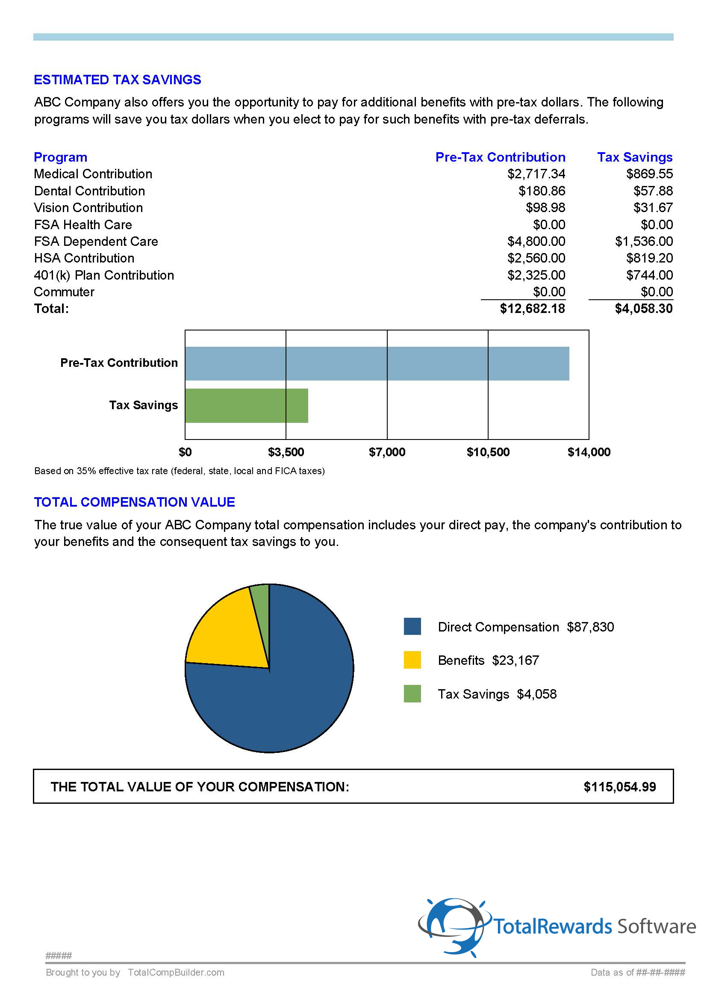 ESTIMATED TAX SAVINGS
ABC Company also offers you the opportunity to pay for additional benefits with pre-tax dollars. The following
programs will save you tax dollars when you elect to pay for such benefits with pre-tax deferrals.
Program Pre-Tax Contribution Tax Savings
Medical Contribution $2,717.34 $869.55
Dental Contribution $180.86 $57.88
Vision Contribution $98.98 $31.67
FSA Health Care $0.00 $0.00
FSA Dependent Care $4,800.00 $1,536.00
HSA Contribution $2,560.00 $819.20
401(k) Plan Contribution $2,325.00 $744.00
Commuter $0.00 $0.00
Total: $12,682.18 $4,058.30
Pre-Tax Contribution
Tax Savings
$0 $3,500 $7,000 $10,500 $14,000
Based on 35% effective tax rate (federal, state, local and FICA taxes)
TOTAL COMPENSATION VALUE
The true value of your ABC Company total compensation includes your direct pay, the company's contribution to
your benefits and the consequent tax savings to you.
Direct Compensation $87,830
Benefits $23,167
Tax Savings $4,058
THE TOTAL VALUE OF YOUR COMPENSATION: $115,054.99
TotalRewards Software
#####
Brought to you by TotalCompBuilder.com Data as of ##-##-####